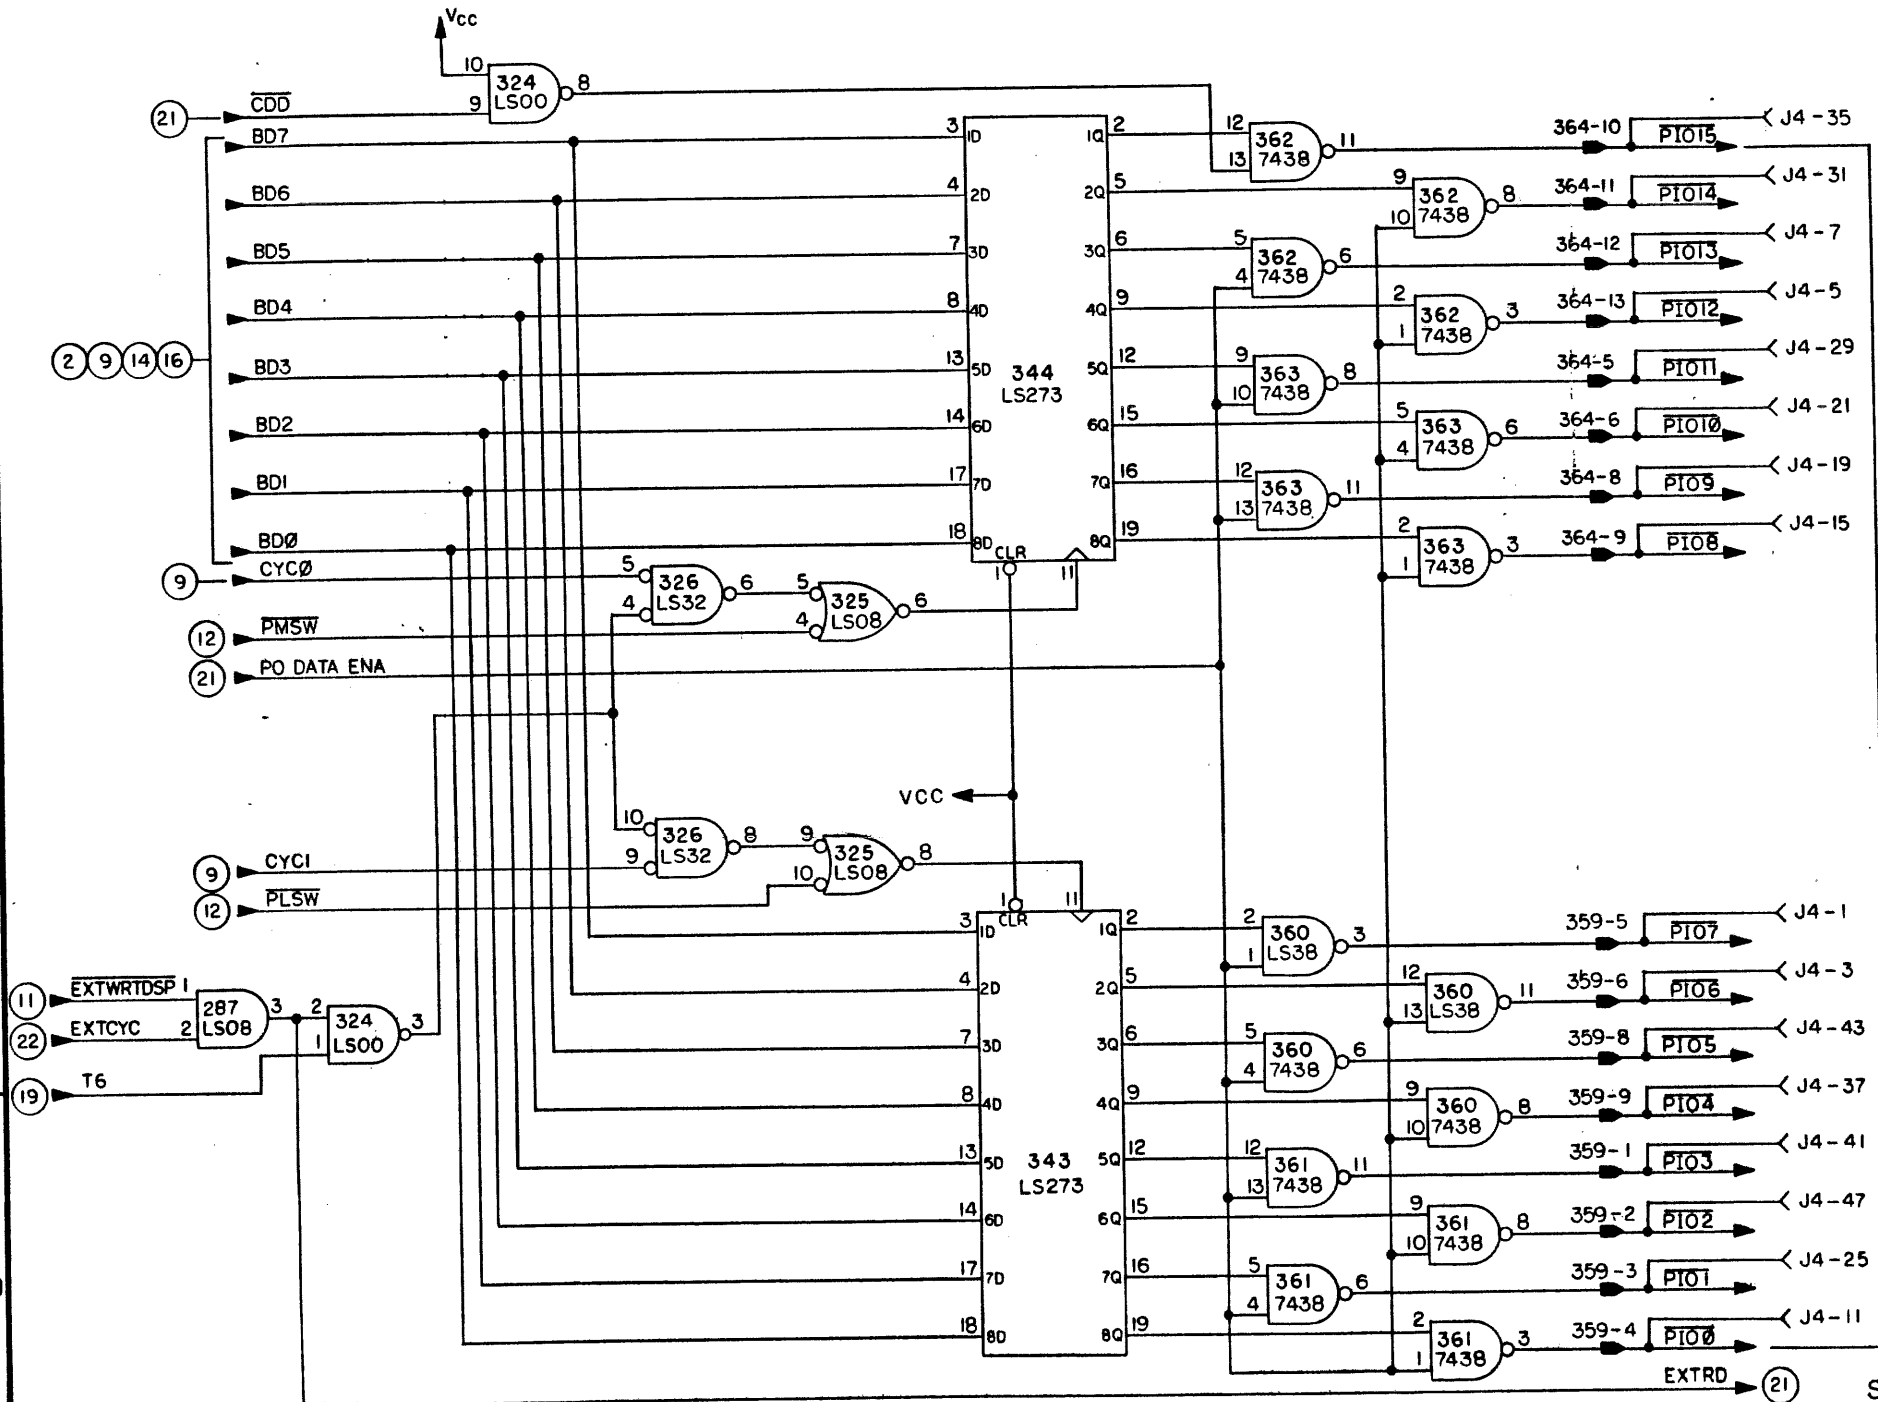 Vcc
10 324 8
9 LS00
21 CDD
BD7 3 1D 1Q 2 12 362 11 364-10 PIO15 J4-35
13 7438
BD6 4 2D 2Q 5 9 362 8 364-11 PIO14 J4-31
10 7438
BD5 7 3D 3Q 6 5 362 6 364-12 PIO13 J4-7
4 7438
BD4 8 4D 4Q 9 2 362 3 364-13 PIO12 J4-5
1 7438
2 9 14 16
BD3 13 5D 344 5Q 12 9 363 8 364-5 PIO11 J4-29
LS273 10 7438
BD2 14 6D 6Q 15 5 363 6 364-6 PIO1Ø J4-21
4 7438
BD1 17 7D 7Q 16 12 363 11 364-8 PIO9 J4-19
13 7438
BDØ 18 8D 8Q 19 2 363 3 364-9 PIO8 J4-15
CLR 1 11 1 7438
9 CYCØ 5 326 6 5 325 6
4 LS32 4 LS08
12 PMSW
21 PO DATA ENA
VCC
10 326 8 9 325 8
9 CYC1 9 LS32 10 LS08
12 PLSW
1 CLR 11
3 1D 1Q 2 2 360 3 359-5 PIO7 J4-1
1 LS38
11 EXTWRTDSP 1 287 3 2 324 3
22 EXTCYC 2 LS08 1 LS00
19 T6
4 2D 2Q 5 12 360 11 359-6 PIO6 J4-3
13 LS38
7 3D 3Q 6 5 360 6 359-8 PIO5 J4-43
4 7438
8 4D 4Q 9 9 360 8 359-9 PIO4 J4-37
10 7438
13 5D 343 5Q 12 12 361 11 359-1 PIO3 J4-41
LS273 13 7438
14 6D 6Q 15 9 361 8 359-2 PIO2 J4-47
10 7438
17 7D 7Q 16 5 361 6 359-3 PIO1 J4-25
4 7438
18 8D 8Q 19 2 361 3 359-4 PIOØ J4-11
1 7438
EXTRD 21
S